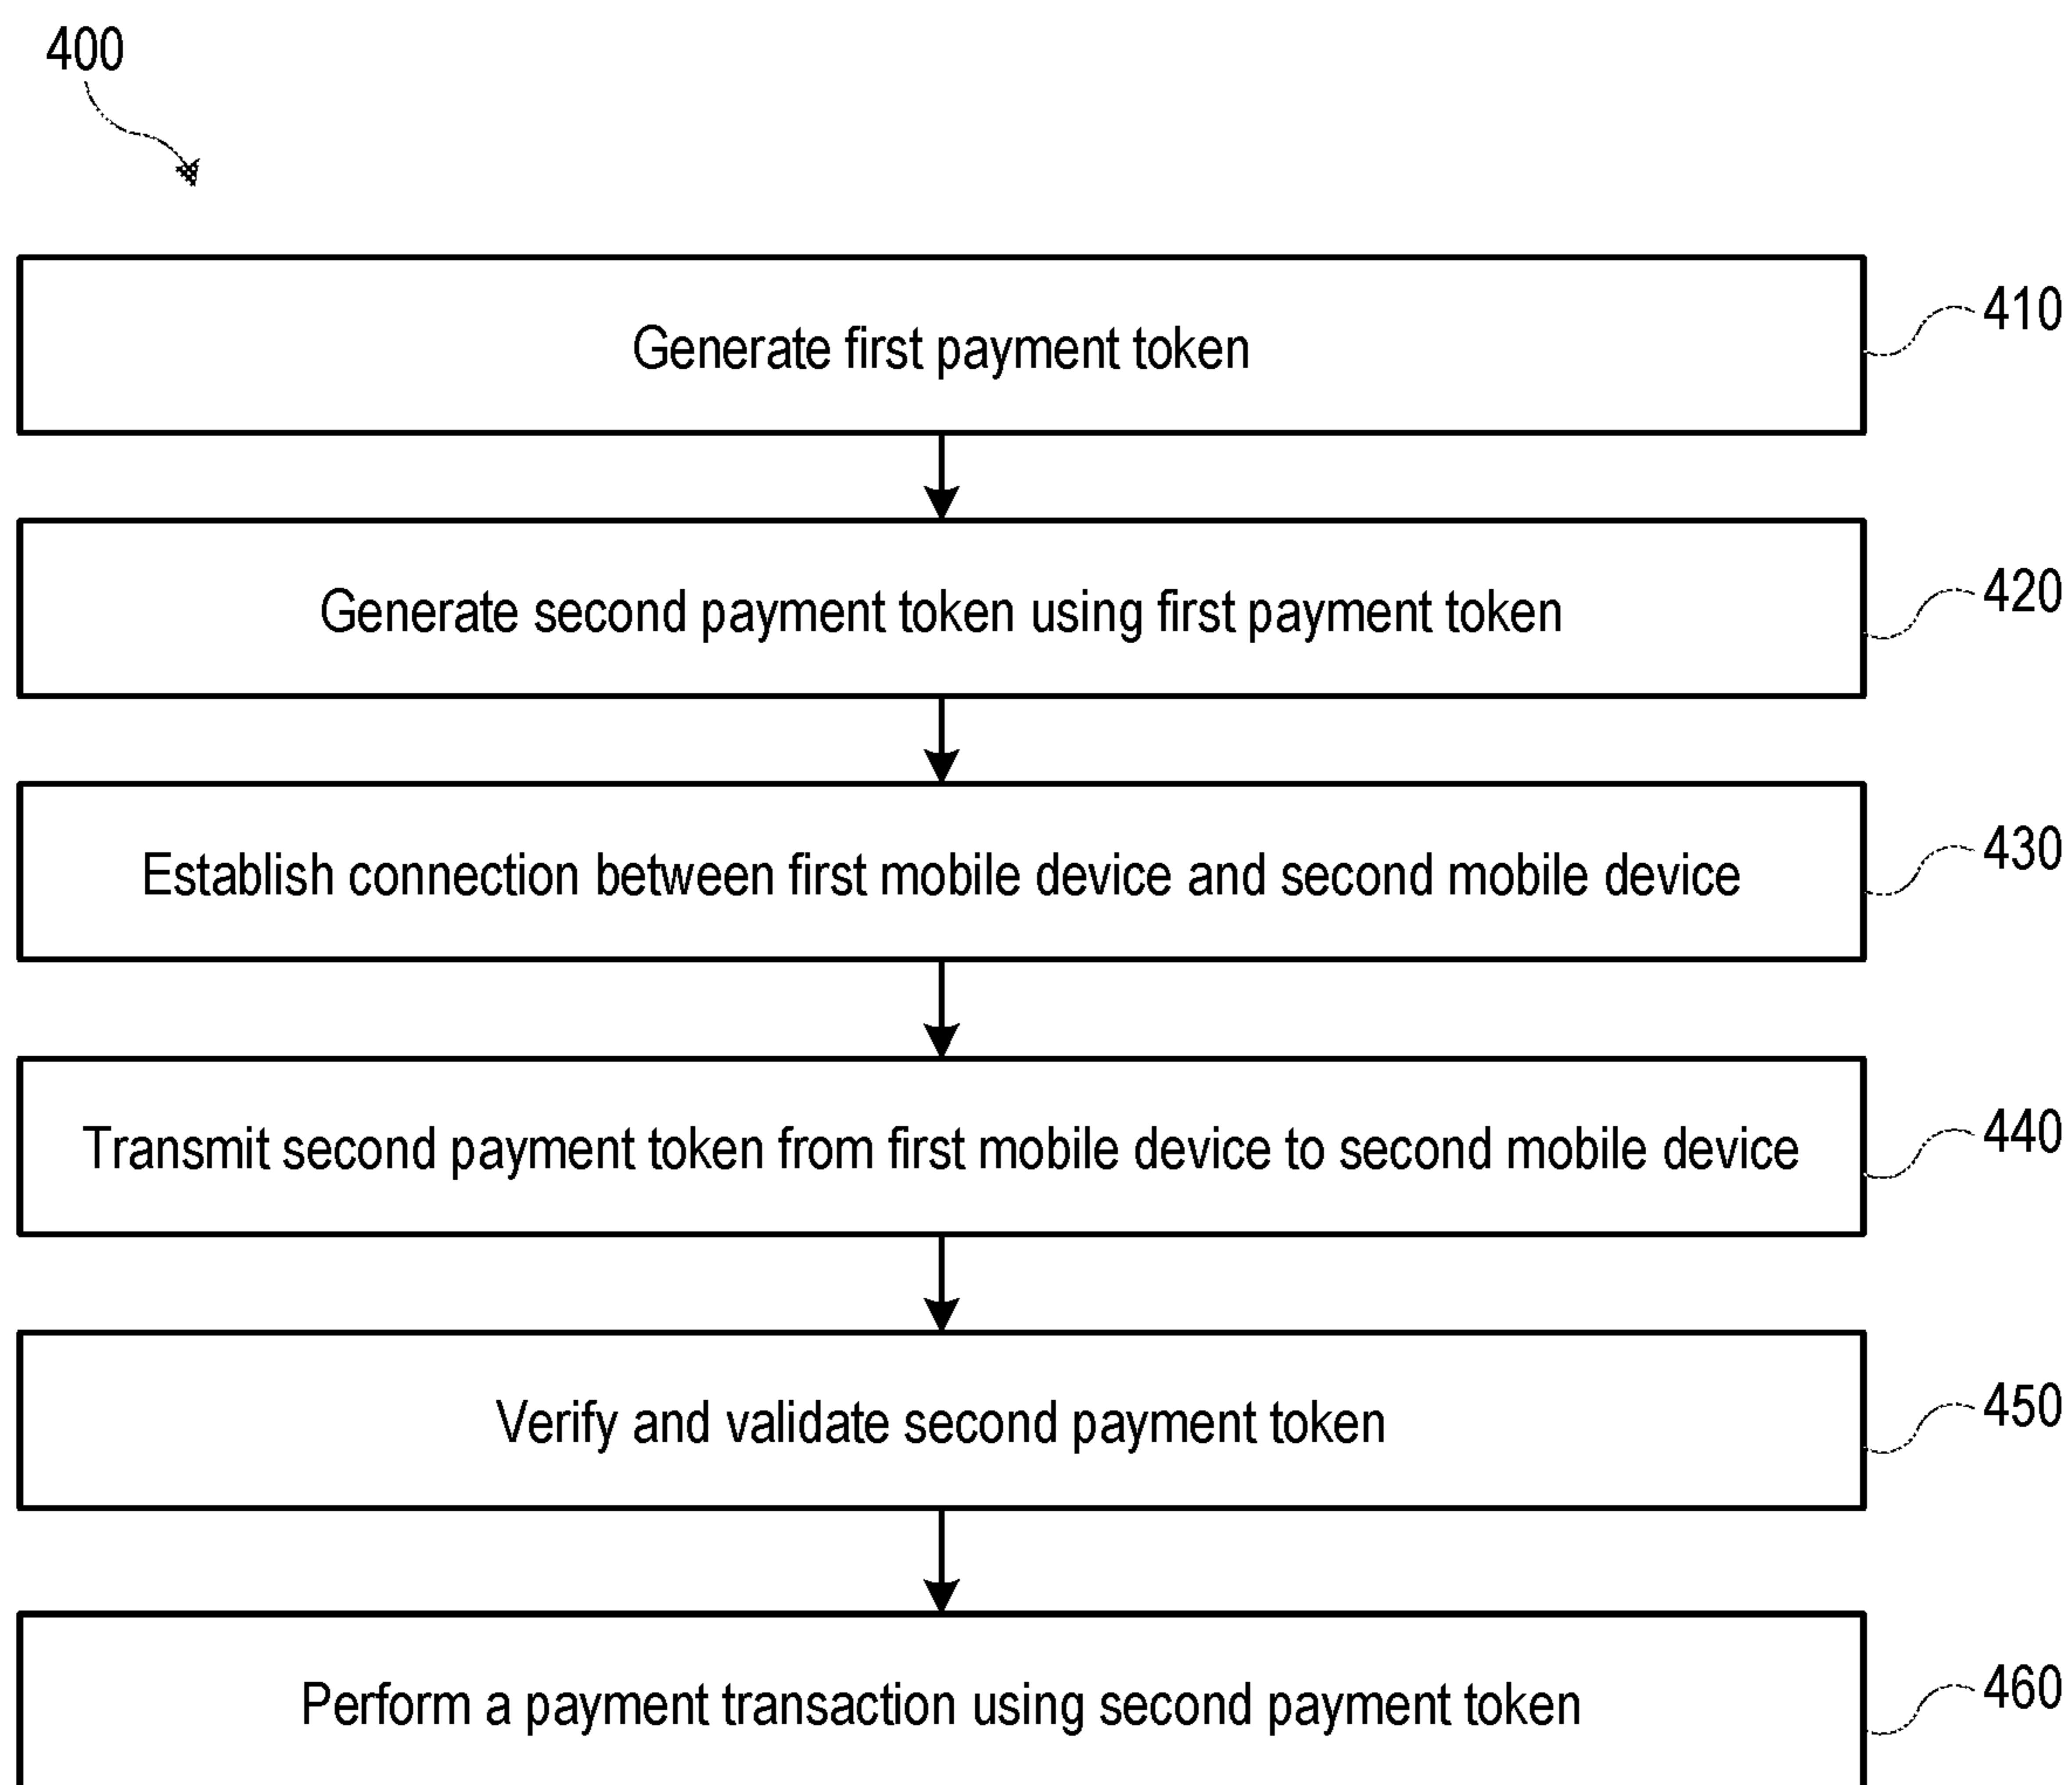 400
Generate first payment token
410
Generate second payment token using first payment token
420
Establish connection between first mobile device and second mobile device
430
Transmit second payment token from first mobile device to second mobile device
440
Verify and validate second payment token
450
Perform a payment transaction using second payment token
460